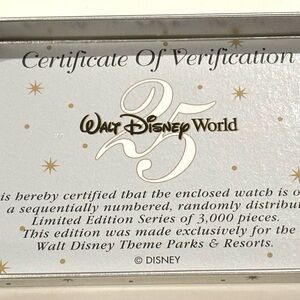 Certificate Of Verification
25
Walt Disney World
is hereby certified that the enclosed watch is o
a sequentially numbered, randomly distribut
Limited Edition Series of 3,000 pieces.
This edition was made exclusively for the
Walt Disney Theme Parks & Resorts.
© DISNEY